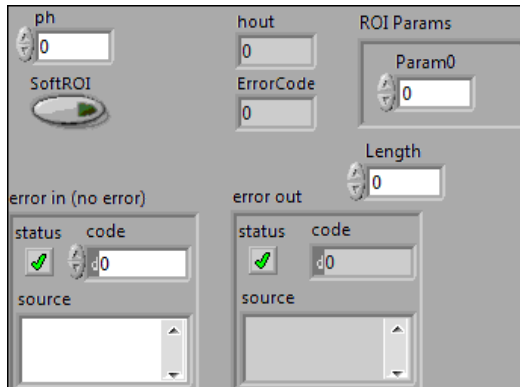 ph
0
SoftROI
hout
0
ErrorCode
0
ROI Params
Param0
0
Length
0
error in (no error)
status code
d0
source
error out
status code
d0
source